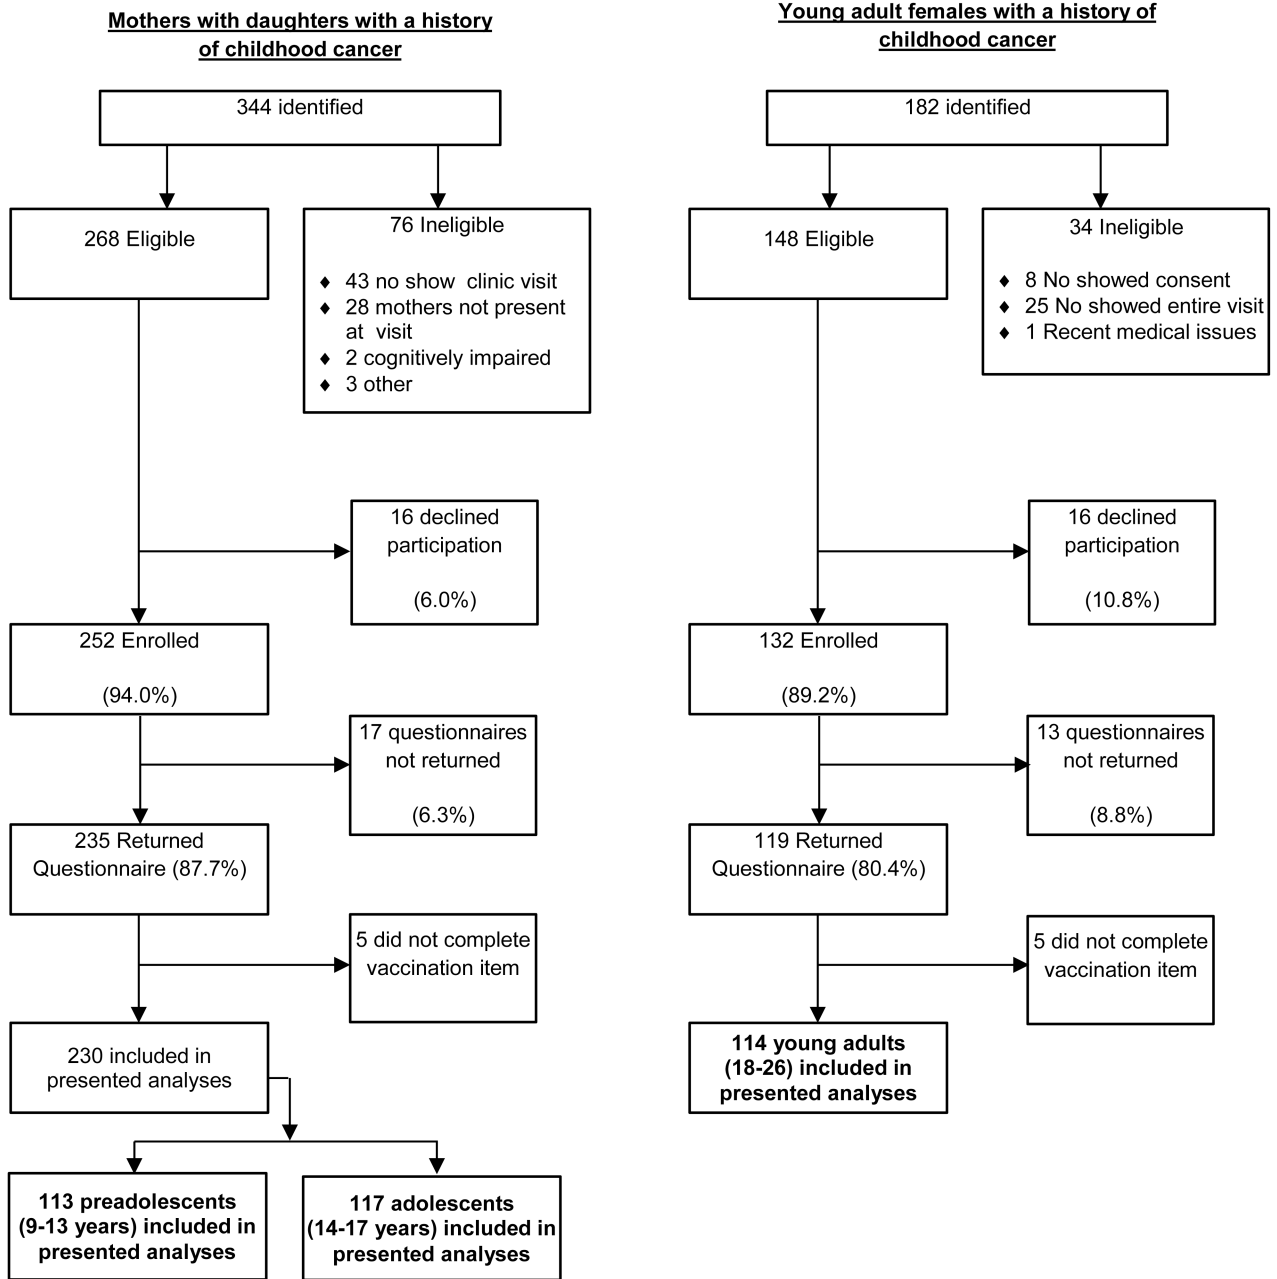 Mothers with daughters with a history
of childhood cancer
344 identified
268 Eligible
76 Ineligible
♦ 43 no show clinic visit
♦ 28 mothers not present
at visit
♦ 2 cognitively impaired
♦ 3 other
16 declined
participation
(6.0%)
252 Enrolled
(94.0%)
17 questionnaires
not returned
(6.3%)
235 Returned
Questionnaire (87.7%)
5 did not complete
vaccination item
230 included in
presented analyses
113 preadolescents
(9-13 years) included in
presented analyses
117 adolescents
(14-17 years) included in
presented analyses
Young adult females with a history of
childhood cancer
182 identified
148 Eligible
34 Ineligible
♦ 8 No showed consent
♦ 25 No showed entire visit
♦ 1 Recent medical issues
16 declined
participation
(10.8%)
132 Enrolled
(89.2%)
13 questionnaires
not returned
(8.8%)
119 Returned
Questionnaire (80.4%)
5 did not complete
vaccination item
114 young adults
(18-26) included in
presented analyses